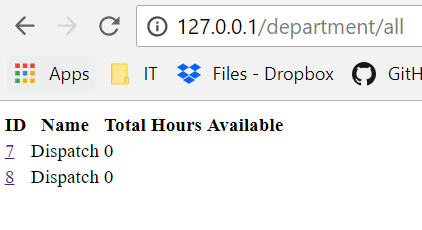 127.0.0.1/department/all
Apps IT Files - Dropbox GitH
ID Name Total Hours Available
7 Dispatch 0
8 Dispatch 0